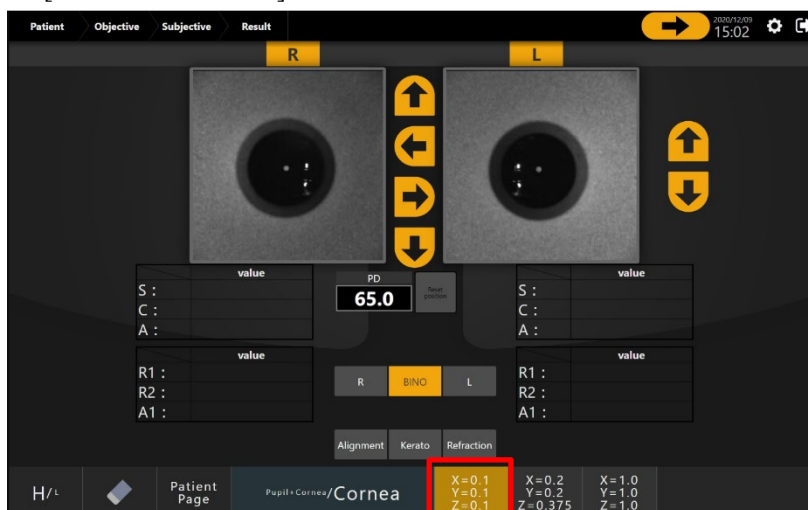 Patient Objective Subjective Result
2020/12/09
15:02
R
L
value
S :
C :
A :
PD
65.0
Reset
position
value
S :
C :
A :
value
R1 :
R2 :
A1 :
R BINO L
value
R1 :
R2 :
A1 :
Alignment Kerato Refraction
H/L
Patient
Page
Pupil+Cornea/Cornea
X=0.1
Y=0.1
Z=0.1
X=0.2
Y=0.2
Z=0.375
X=1.0
Y=1.0
Z=1.0